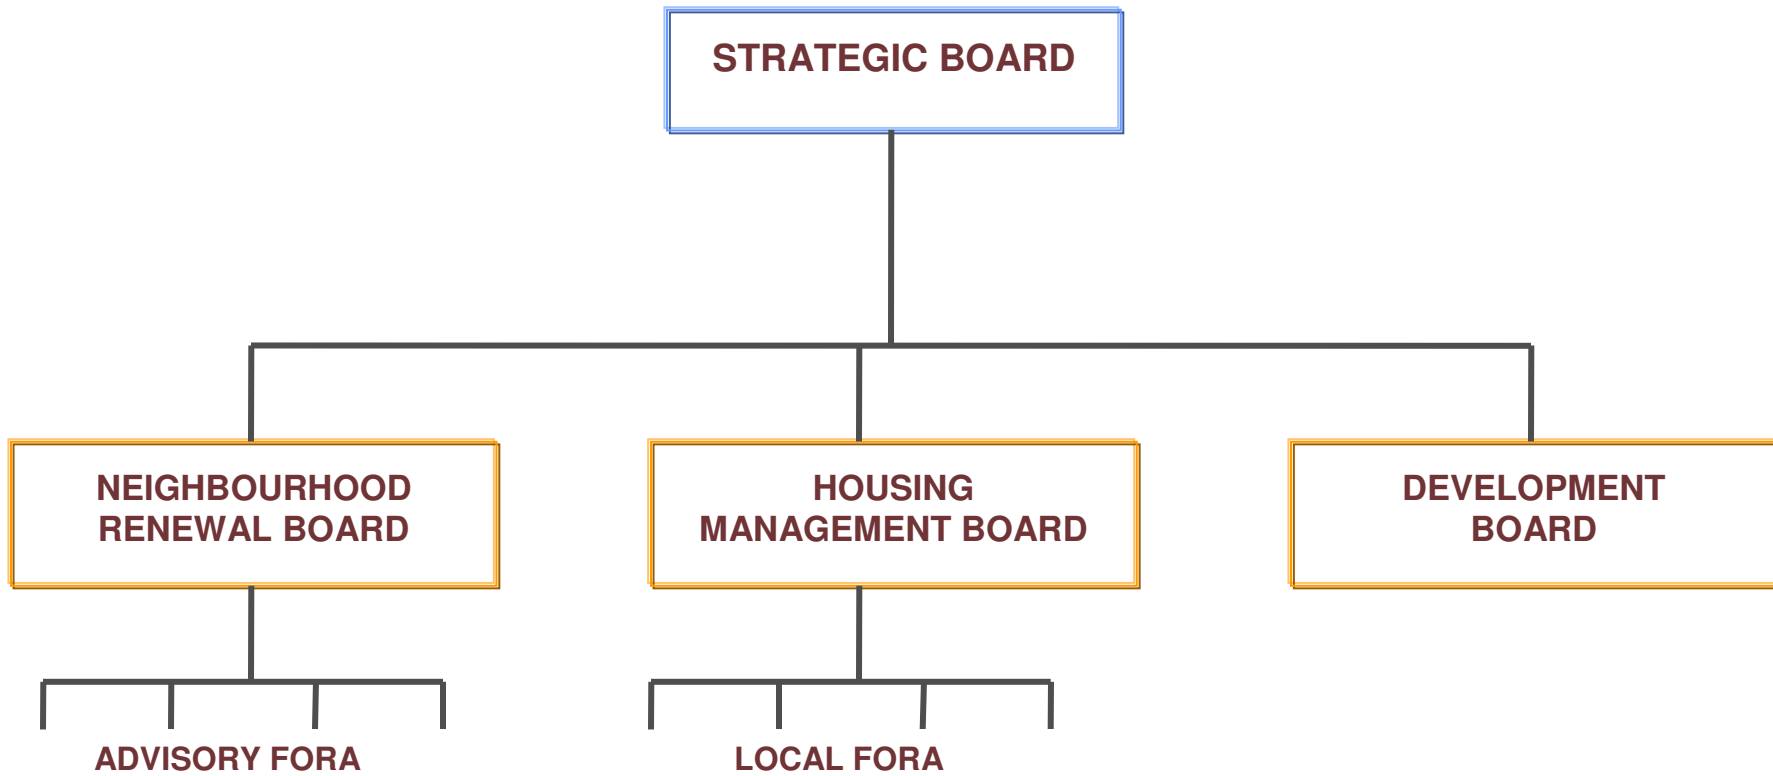 STRATEGIC BOARD
NEIGHBOURHOOD
RENEWAL BOARD
HOUSING
MANAGEMENT BOARD
DEVELOPMENT
BOARD
ADVISORY FORA
LOCAL FORA